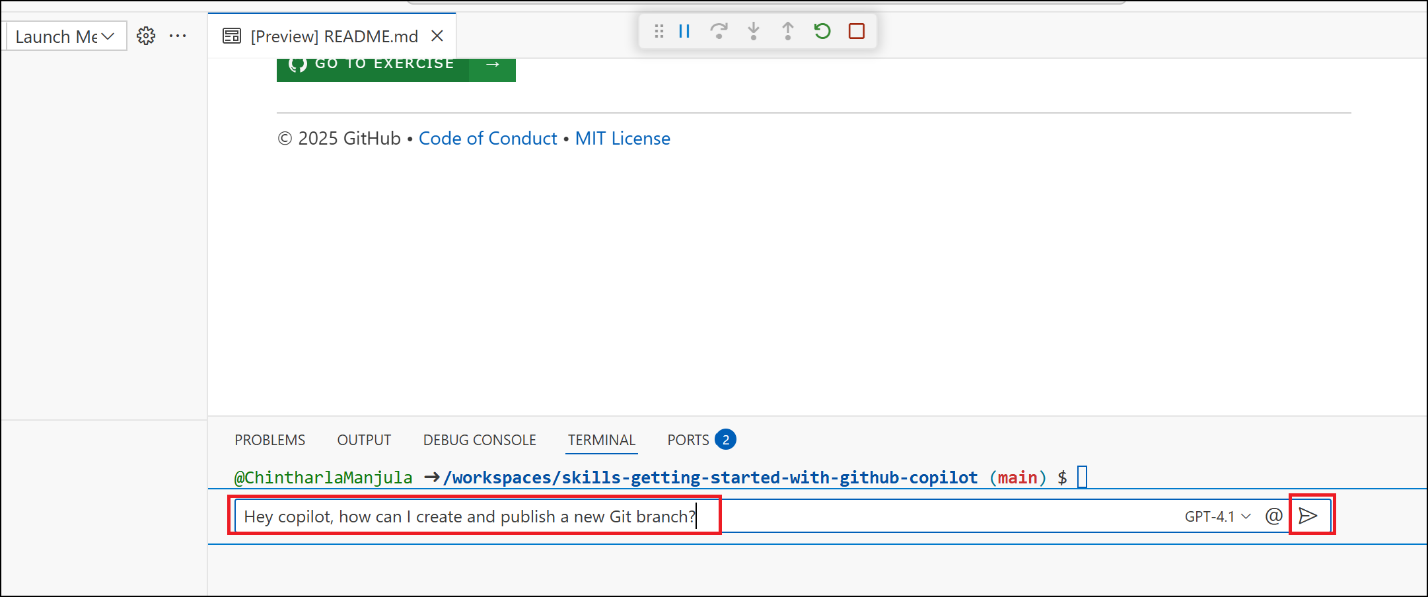 Launch Me
[Preview] README.md
GO TO EXERCISE →
© 2025 GitHub • Code of Conduct • MIT License
PROBLEMS OUTPUT DEBUG CONSOLE TERMINAL PORTS 2
@ChintharlaManjula ➜/workspaces/skills-getting-started-with-github-copilot (main) $
Hey copilot, how can I create and publish a new Git branch? GPT-4.1 @